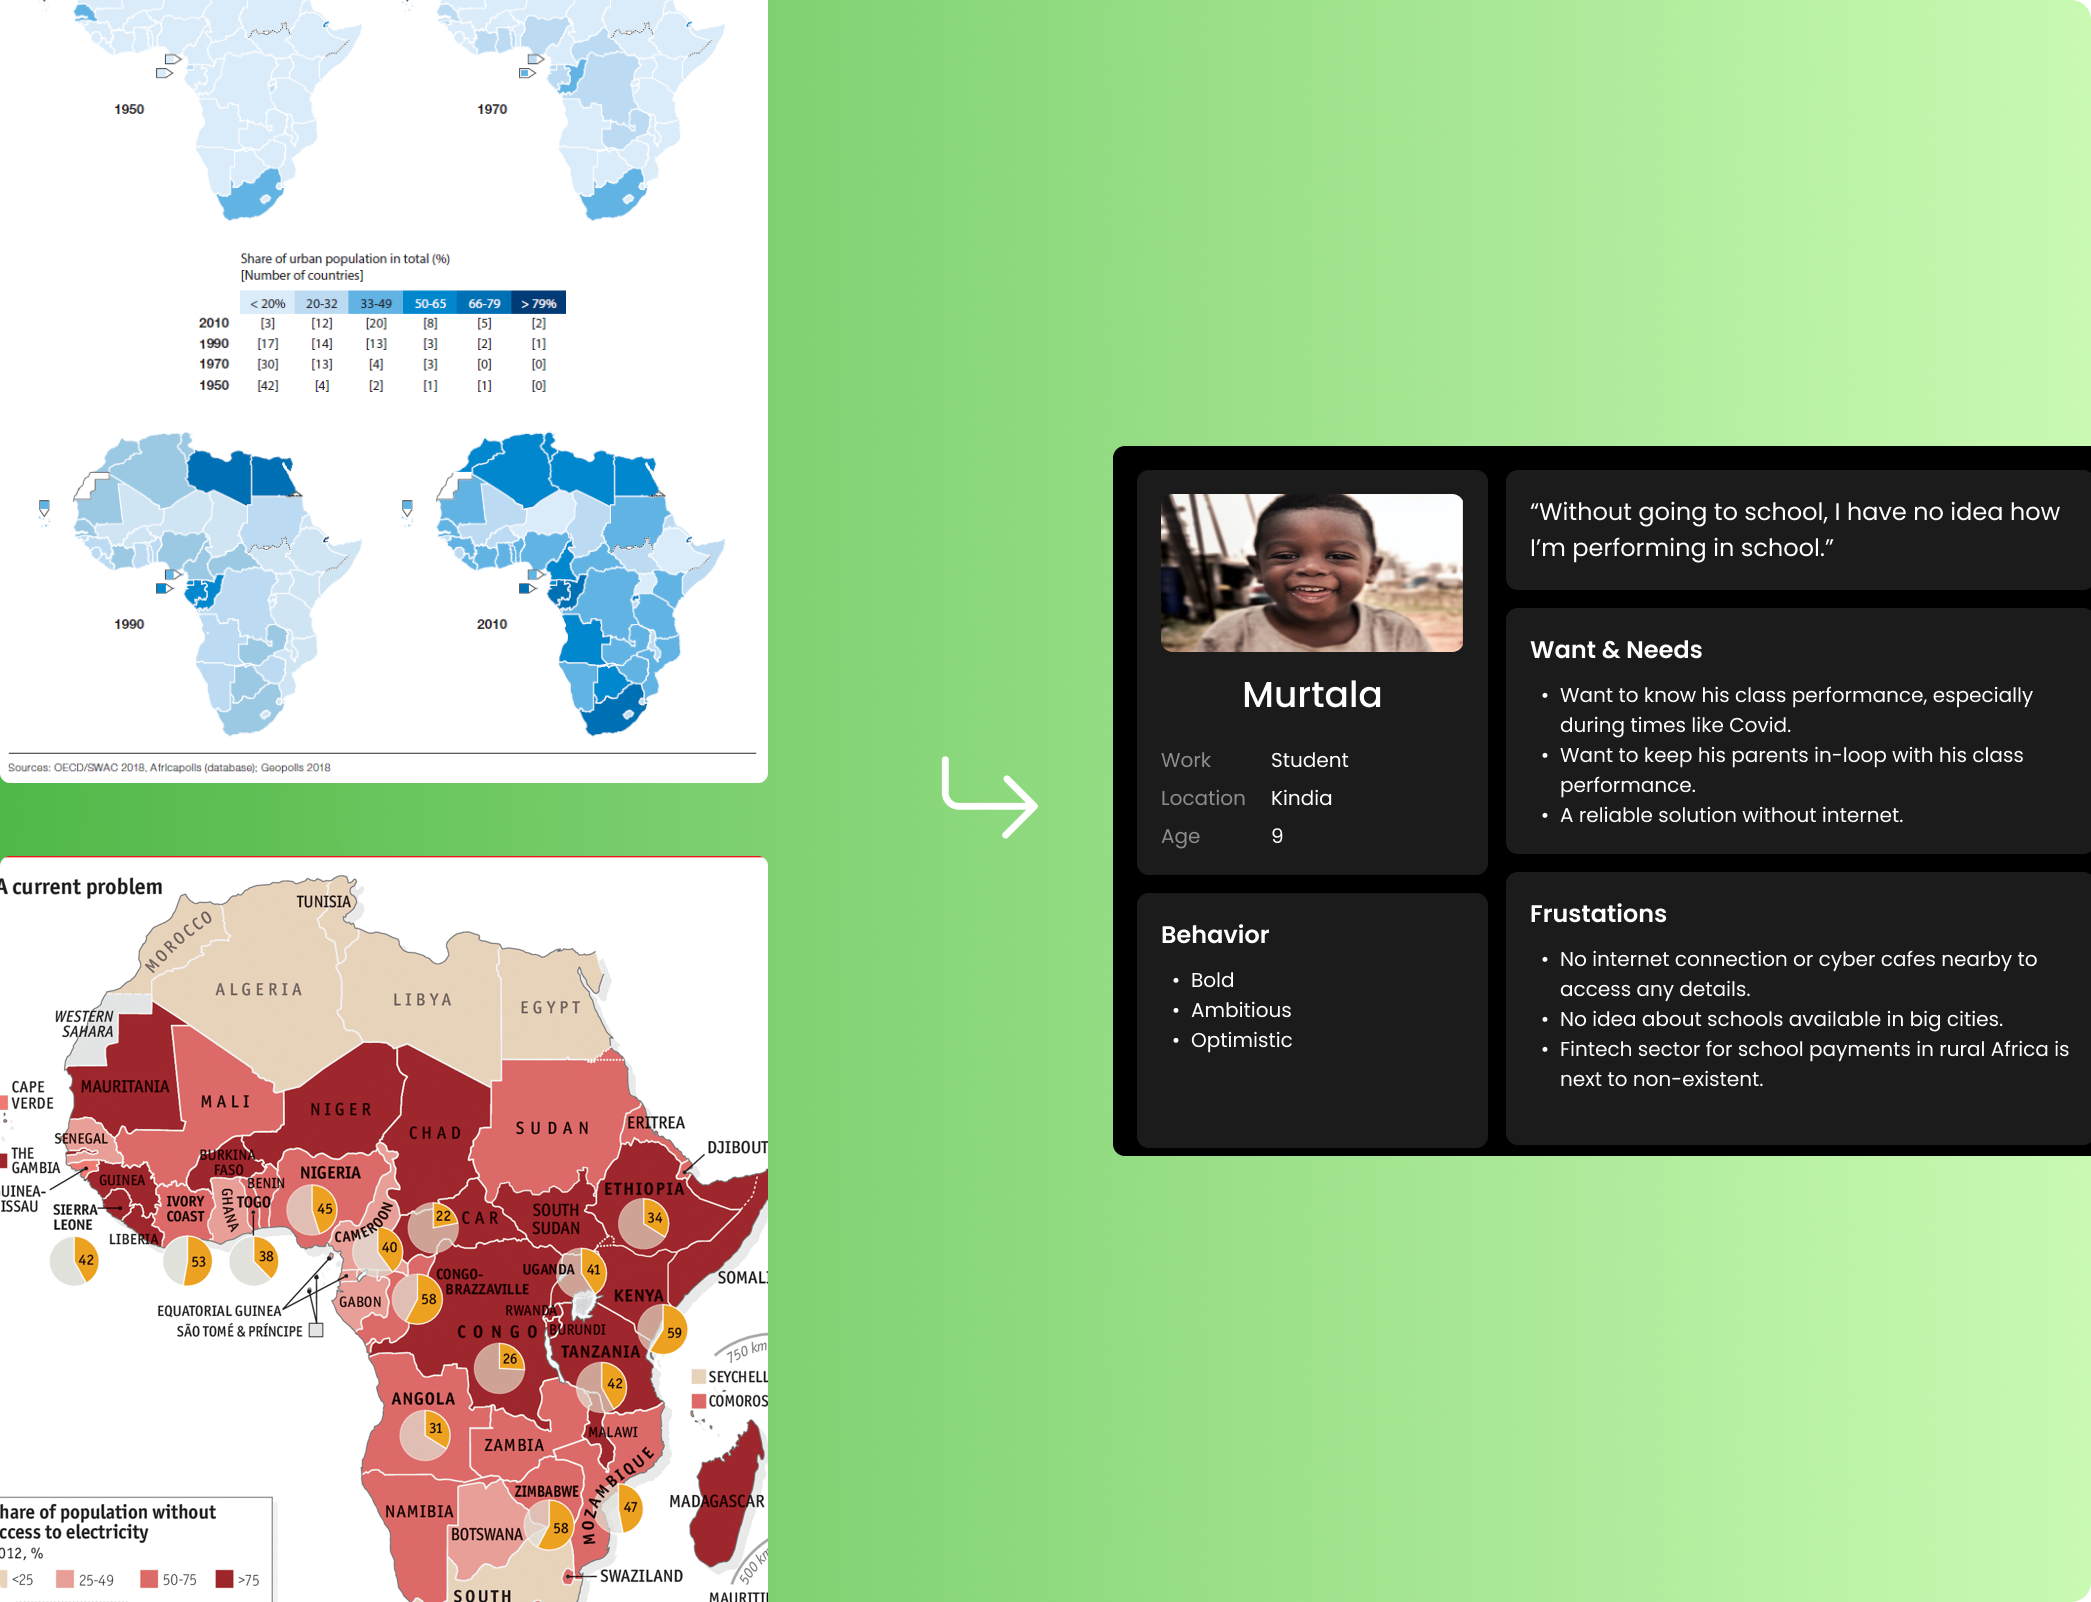 1950
1970
Share of urban population in total (%)
[Number of countries]
< 20% 20-32 33-49 50-65 66-79 > 79%
2010 [3] [12] [20] [8] [5] [2]
1990 [17] [14] [13] [3] [2] [1]
1970 [30] [13] [4] [3] [0] [0]
1950 [42] [4] [2] [1] [1] [0]
1990
2010
Sources: OECD/SWAC 2018, Africapolis (database); Geopolis 2018
A current problem
TUNISIA
MOROCCO
ALGERIA
LIBYA
EGYPT
WESTERN
SAHARA
MAURITANIA
CAPE
VERDE
MALI
NIGER
CHAD
SUDAN
ERITREA
DJIBOUT
SENEGAL
THE
GAMBIA
BURKINA
FASO
BENIN
NIGERIA
GUINEA
UINEA-
ISSAU
SIERRA
LEONE
IVORY
COAST
GHANA
TOGO
LIBERIA
CAMEROON
CAR
SOUTH
SUDAN
ETHIOPIA
45
22
34
42
53
38
40
41
58
CONGO-
BRAZZAVILLE
UGANDA
KENYA
SOMALI
EQUATORIAL GUINEA
SÃO TOMÉ & PRÍNCIPE
GABON
RWANDA
BURUNDI
CONGO
59
26
TANZANIA
42
750 km
SEYCHELL
COMOROS
ANGOLA
31
ZAMBIA
MALAWI
MOZAMBIQUE
ZIMBABWE
58
47
MADAGASCAR
NAMIBIA
BOTSWANA
500 km
SWAZILAND
SOUTH
MAURITI
hare of population without
ccess to electricity
012, %
<25 25-49 50-75 >75
Murtala
Work Student
Location Kindia
Age 9
Behavior
• Bold
• Ambitious
• Optimistic
“Without going to school, I have no idea how
I’m performing in school.”
Want & Needs
• Want to know his class performance, especially
during times like Covid.
• Want to keep his parents in-loop with his class
performance.
• A reliable solution without internet.
Frustations
• No internet connection or cyber cafes nearby to
access any details.
• No idea about schools available in big cities.
• Fintech sector for school payments in rural Africa is
next to non-existent.